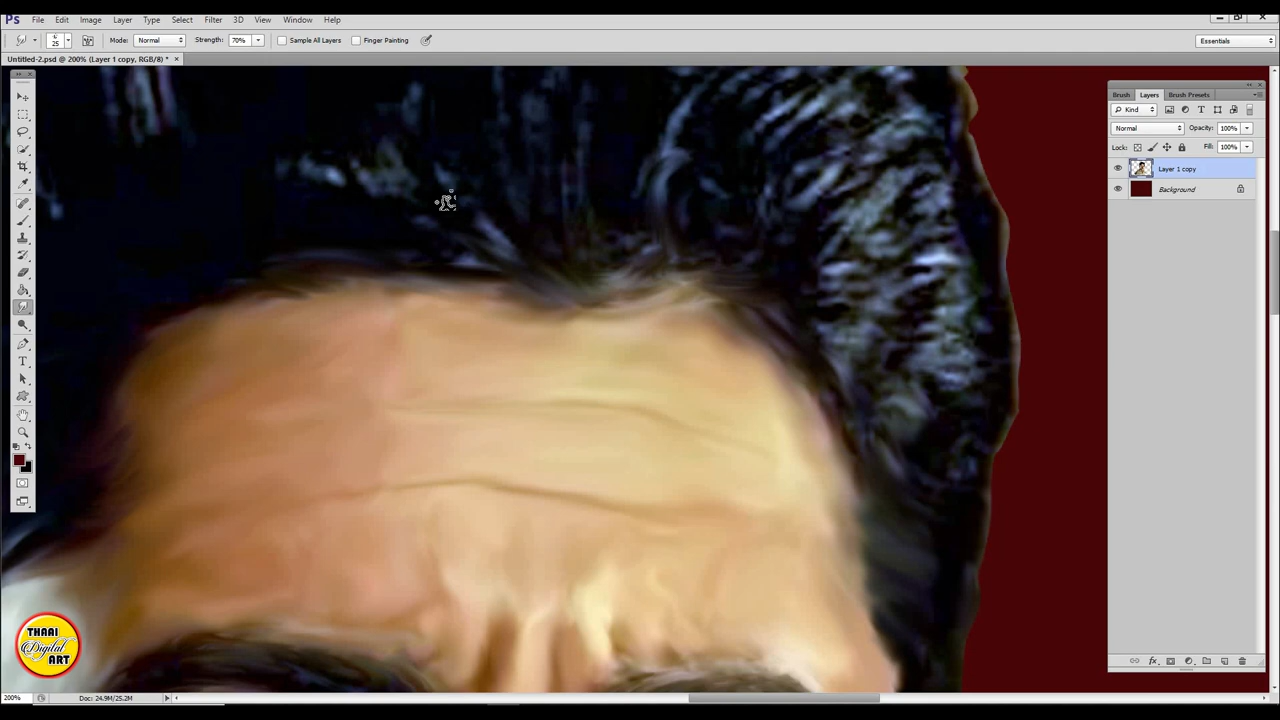 Ps File Edit Image Layer Type Select Filter 3D View Window Help
25 Mode: Normal Strength: 70% Sample All Layers Finger Painting Essentials
Untitled-2.psd @ 200% (Layer 1 copy, RGB/8) * ×
Brush Layers Brush Presets
Kind
Normal Opacity: 100%
Lock: Fill: 100%
Layer 1 copy
Background
THAAI
Digital
ART
200% Doc: 24.9M/25.2M